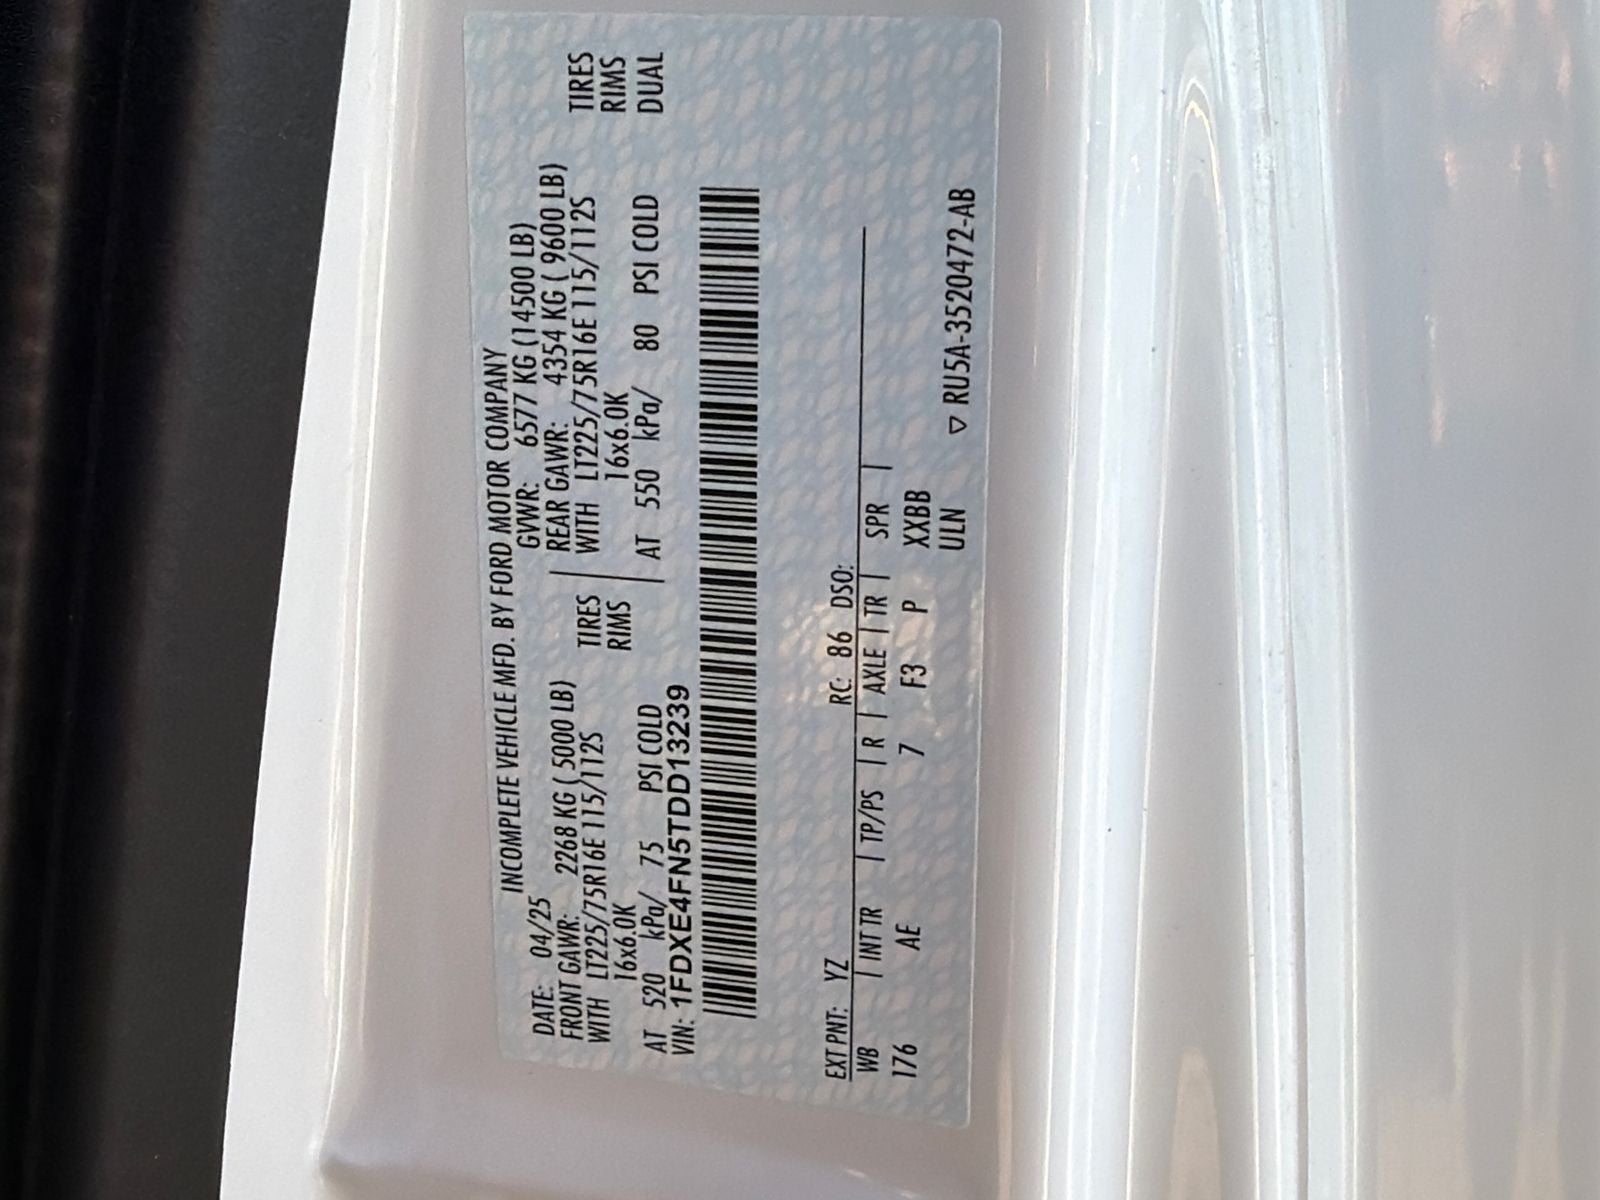 INCOMPLETE VEHICLE MFD. BY FORD MOTOR COMPANY
DATE: 04/25 GVWR: 6577 KG (14500 LB)
FRONT GAWR: 2268 KG ( 5000 LB) REAR GAWR: 4354 KG ( 9600 LB)
WITH LT225/75R16E 115/112S TIRES WITH LT225/75R16E 115/112S TIRES
16x6.0K RIMS 16x6.0K RIMS
AT 520 kPa/ 75 PSI COLD AT 550 kPa/ 80 PSI COLD DUAL
VIN: 1FDXE4FN5TDD13239
EXT PNT: YZ RC: 86 DSO:
WB | INT TR | TP/PS | R | AXLE | TR | SPR |
176 AE 7 F3 P XXBB
ULN ▽ RU5A-3520472-AB